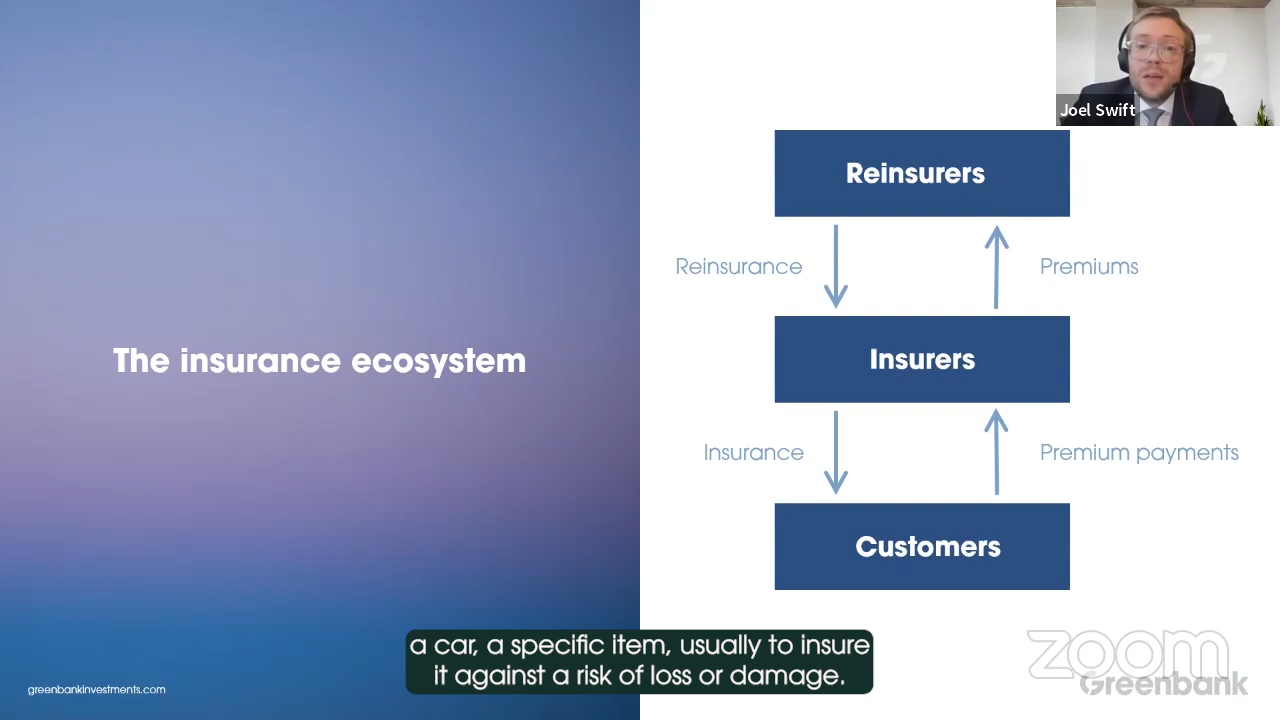 Joel Swift
Reinsurers
Reinsurance
Premiums
The insurance ecosystem
Insurers
Insurance
Premium payments
Customers
a car, a specific item, usually to insure
it against a risk of loss or damage.
zoom
Greenbank
greenbankinvestments.com